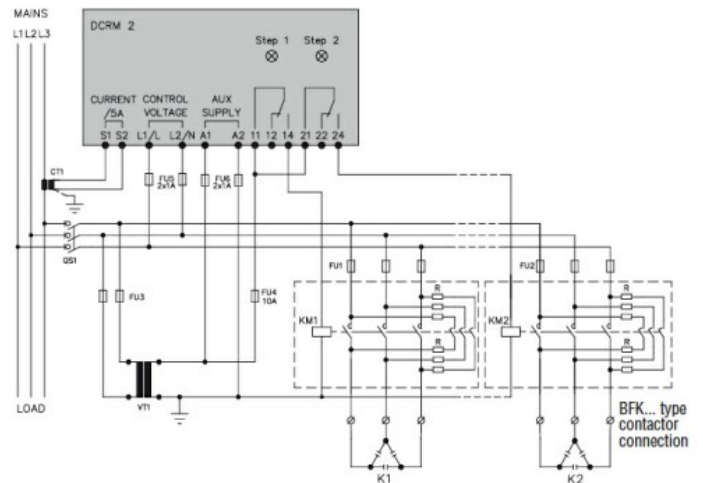 MAINS
L1 L2 L3
DCRM 2
Step 1 Step 2
CURRENT /5A
CONTROL VOLTAGE
AUX SUPPLY
S1 S2 L1/L L2/N A1 A2 11 12 14 21 22 24
CT1
FU5 2x1A
FU6 2x1A
QS1
FU3
FU4 10A
FU1
FU2
R
R
KM1
KM2
R
R
VT1
LOAD
K1
K2
BFK... type
contactor
connection